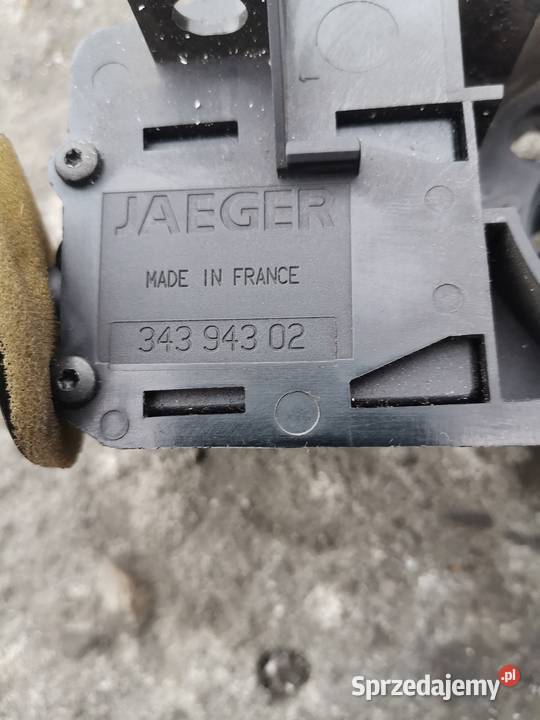 JAEGER
MADE IN FRANCE
343 943 02
Sprzedajemy.pl